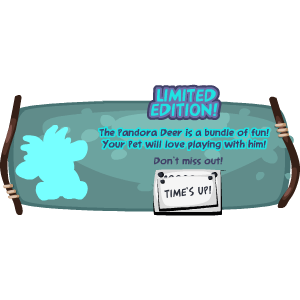 LIMITED
EDITION!
The Pandora Deer is a bundle of fun!
Your Pet will love playing with him!
Don't miss out!
TIME'S UP!